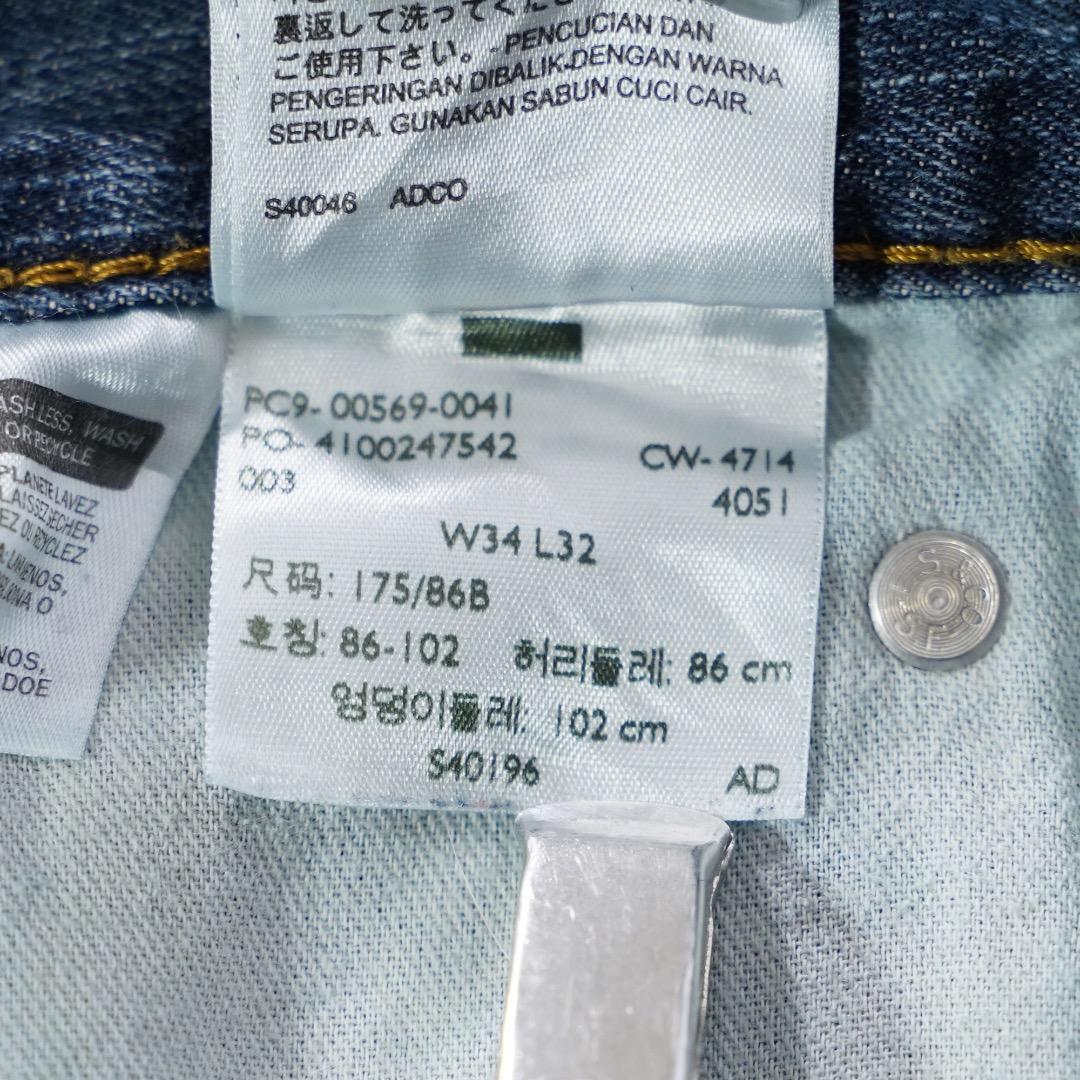 裏返して洗ってくださ
ご使用下さい。 - PENCUCIAN DAN
PENGERINGAN DIBALIK-DENGAN WARNA
SERUPA. GUNAKAN SABUN CUCI CAIR.
S40046 ADCO
PC9- 00569-0041
PO- 4100247542
CW- 4714
003
4051
W34 L32
尺码: 175/86B
호칭: 86-102 허리둘레: 86 cm
엉덩이둘레: 102 cm
S40196 AD
LESS, WASH
OR RECYCLE
PLANETE LAVEZ
LAISSEZ SECHER
EZ OU RECYCLEZ
NOS,
DOE